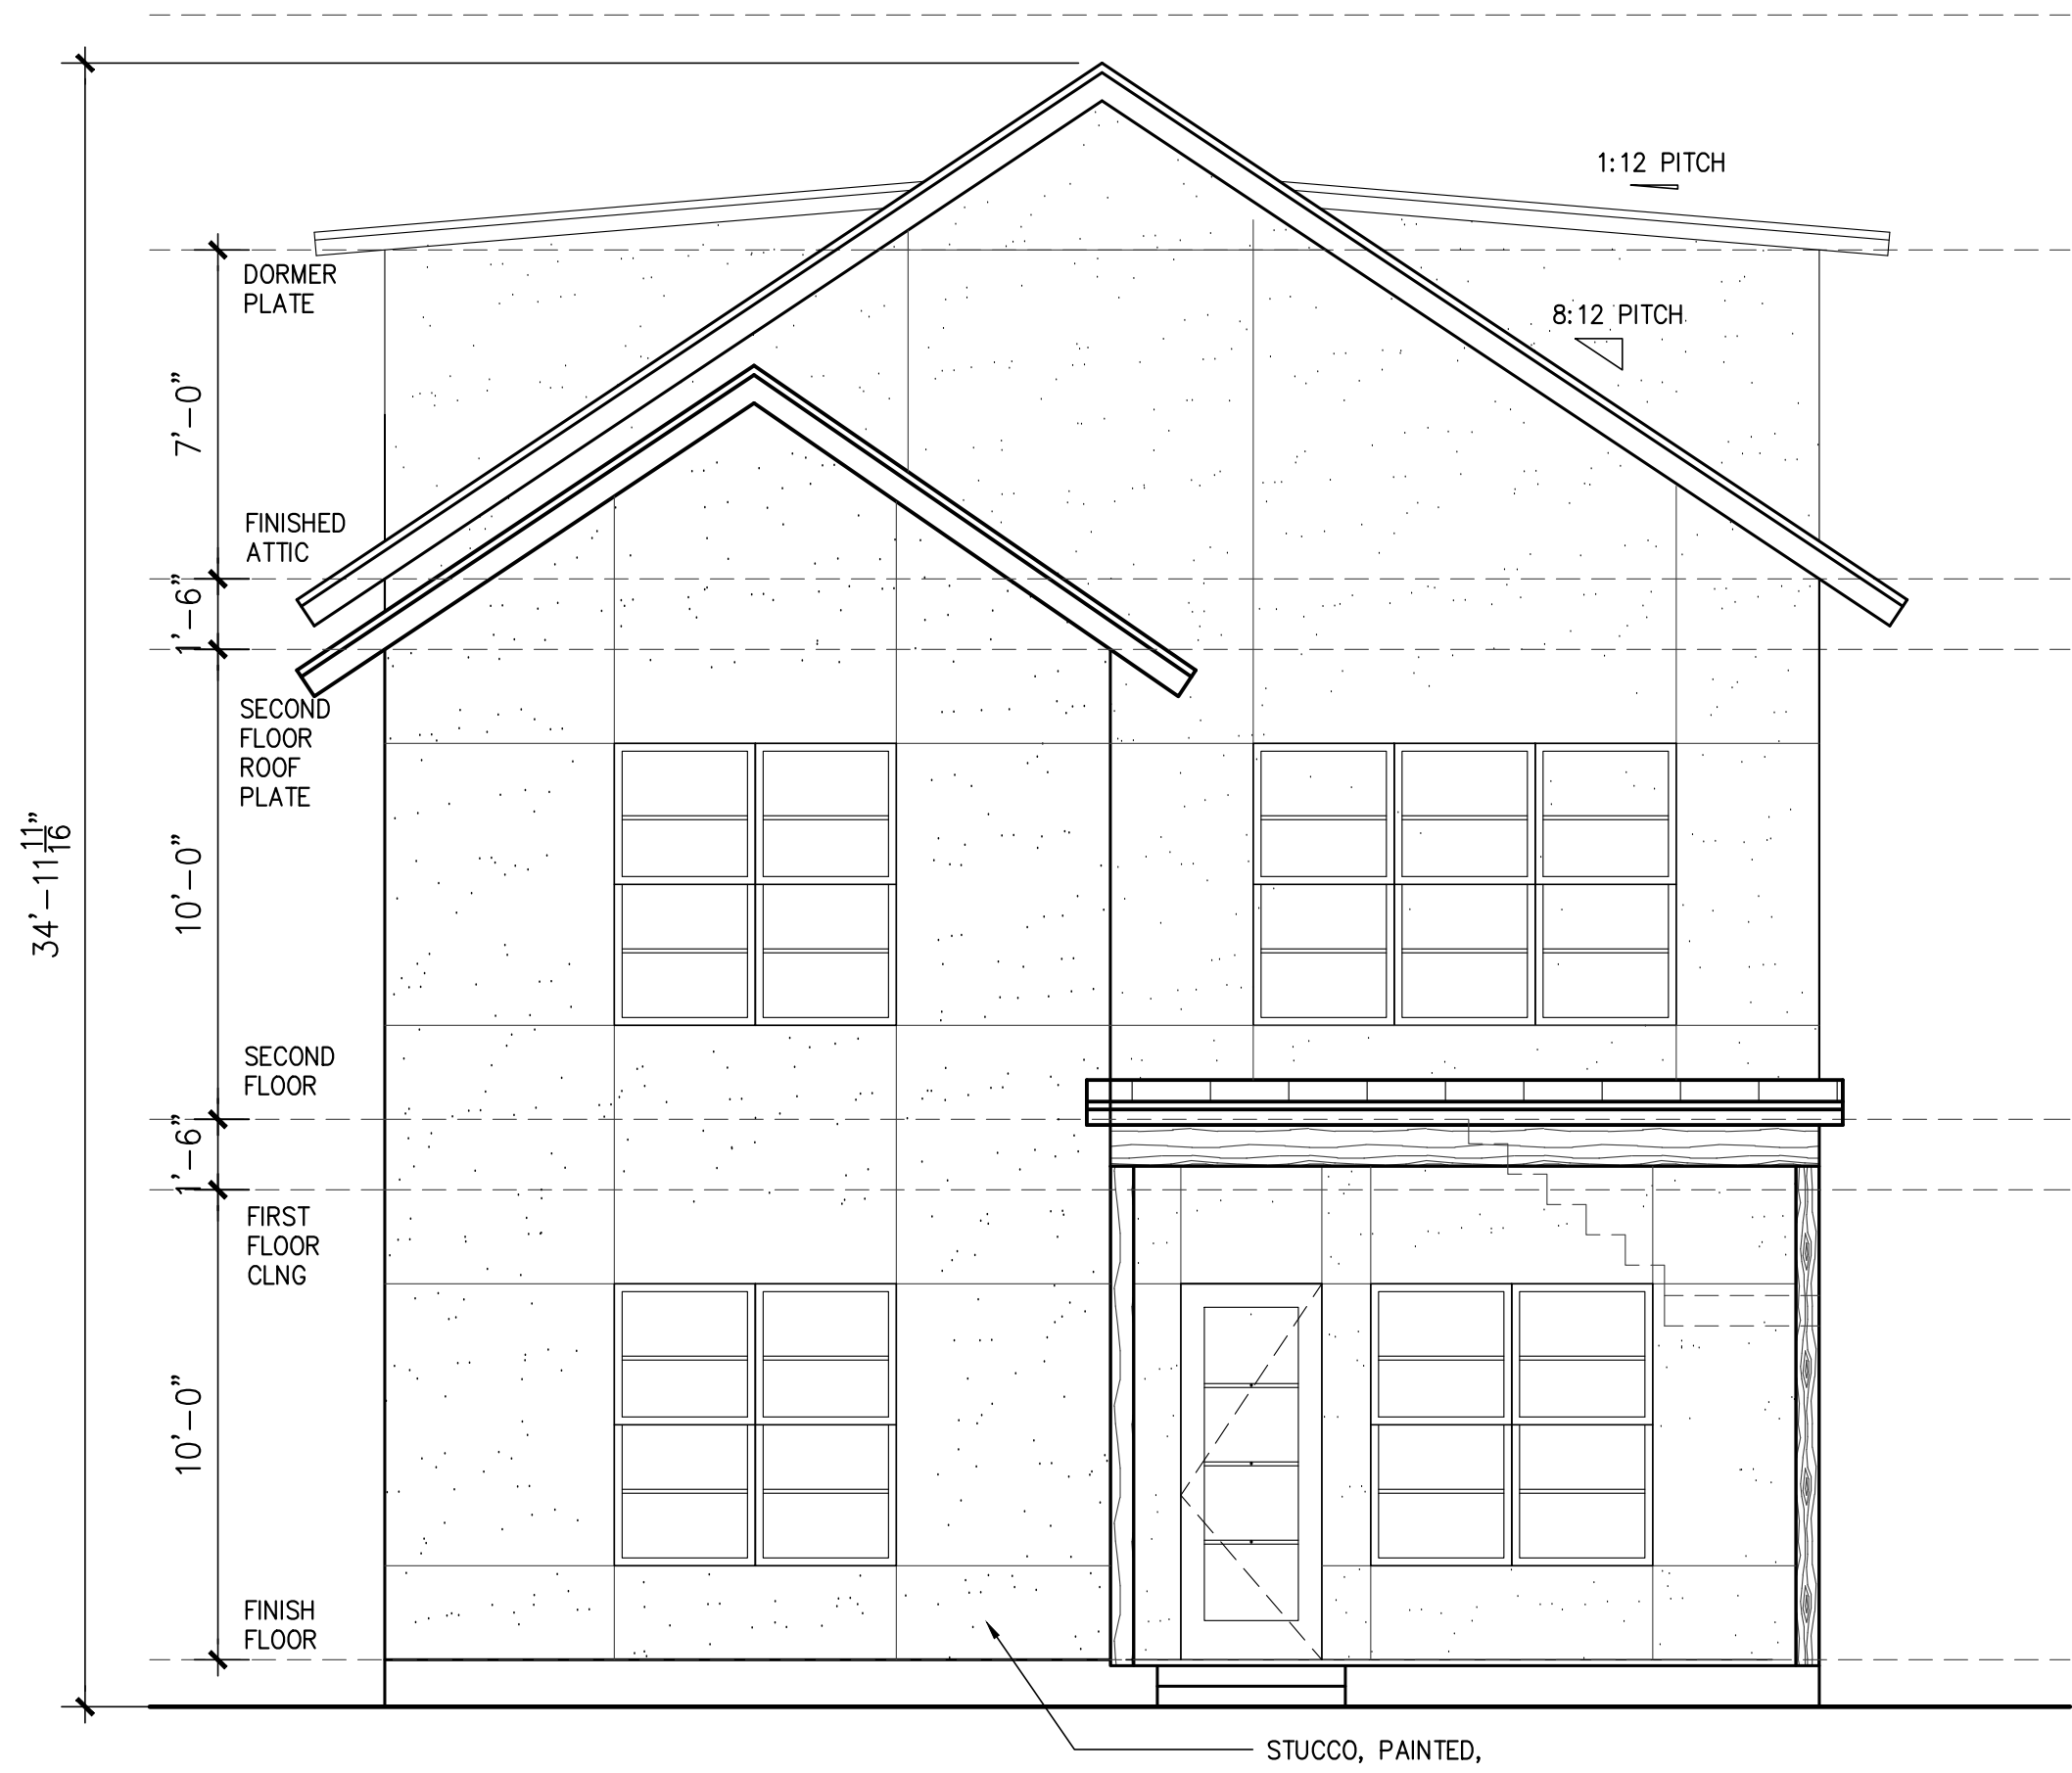 1:12 PITCH
DORMER
PLATE
8:12 PITCH
7'-0"
FINISHED
ATTIC
1'-6"
SECOND
FLOOR
ROOF
PLATE
34'-11 11/16"
10'-0"
SECOND
FLOOR
1'-6"
FIRST
FLOOR
CLNG
10'-0"
FINISH
FLOOR
STUCCO, PAINTED,